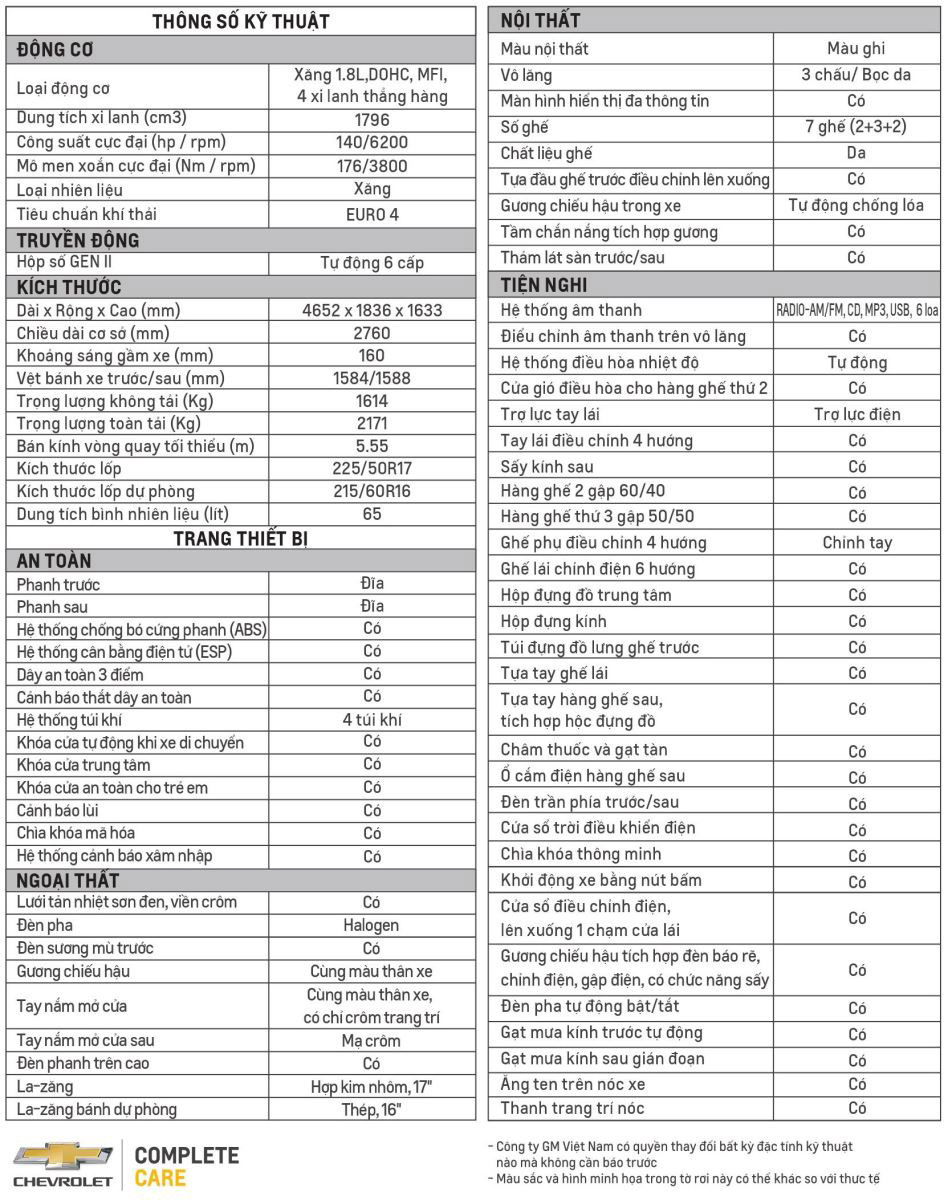 THÔNG SỐ KỸ THUẬT
ĐỘNG CƠ
Loại động cơ
Xăng 1.8L,DOHC, MFI,
4 xi lanh thẳng hàng
Dung tích xi lanh (cm3) 1796
Công suất cực đại (hp / rpm) 140/6200
Mô men xoắn cực đại (Nm / rpm) 176/3800
Loại nhiên liệu Xăng
Tiêu chuẩn khí thải EURO 4
TRUYỀN ĐỘNG
Hộp số GEN II Tự động 6 cấp
KÍCH THƯỚC
Dài x Rộng x Cao (mm) 4652 x 1836 x 1633
Chiều dài cơ sở (mm) 2760
Khoảng sáng gầm xe (mm) 160
Vệt bánh xe trước/sau (mm) 1584/1588
Trọng lượng không tải (Kg) 1614
Trọng lượng toàn tải (Kg) 2171
Bán kính vòng quay tối thiểu (m) 5.55
Kích thước lốp 225/50R17
Kích thước lốp dự phòng 215/60R16
Dung tích bình nhiên liệu (lít) 65
TRANG THIẾT BỊ
AN TOÀN
Phanh trước Đĩa
Phanh sau Đĩa
Hệ thống chống bó cứng phanh (ABS) Có
Hệ thống cân bằng điện tử (ESP) Có
Dây an toàn 3 điểm Có
Cảnh báo thắt dây an toàn Có
Hệ thống túi khí 4 túi khí
Khóa cửa tự động khi xe di chuyển Có
Khóa cửa trung tâm Có
Khóa cửa an toàn cho trẻ em Có
Cảnh báo lùi Có
Chìa khóa mã hóa Có
Hệ thống cảnh báo xâm nhập Có
NGOẠI THẤT
Lưới tản nhiệt sơn đen, viền crôm Có
Đèn pha Halogen
Đèn sương mù trước Có
Gương chiếu hậu Cùng màu thân xe
Tay nắm mở cửa
Cùng màu thân xe,
có chỉ crôm trang trí
Tay nắm mở cửa sau Mạ crôm
Đèn phanh trên cao Có
La-zăng Hợp kim nhôm, 17"
La-zăng bánh dự phòng Thép, 16"
NỘI THẤT
Màu nội thất Màu ghi
Vô lăng 3 chấu/ Bọc da
Màn hình hiển thị đa thông tin Có
Số ghế 7 ghế (2+3+2)
Chất liệu ghế Da
Tựa đầu ghế trước điều chỉnh lên xuống Có
Gương chiếu hậu trong xe Tự động chống lóa
Tầm chắn nắng tích hợp gương Có
Thảm lát sàn trước/sau Có
TIỆN NGHI
Hệ thống âm thanh RADIO-AM/FM, CD, MP3, USB, 6 loa
Điều chỉnh âm thanh trên vô lăng Có
Hệ thống điều hòa nhiệt độ Tự động
Cửa gió điều hòa cho hàng ghế thứ 2 Có
Trợ lực tay lái Trợ lực điện
Tay lái điều chỉnh 4 hướng Có
Sấy kính sau Có
Hàng ghế 2 gập 60/40 Có
Hàng ghế thứ 3 gập 50/50 Có
Ghế phụ điều chỉnh 4 hướng Chỉnh tay
Ghế lái chỉnh điện 6 hướng Có
Hộp đựng đồ trung tâm Có
Hộp đựng kính Có
Túi đựng đồ lưng ghế trước Có
Tựa tay ghế lái Có
Tựa tay hàng ghế sau,
tích hợp hộc đựng đồ
Có
Châm thuốc và gạt tàn Có
Ổ cắm điện hàng ghế sau Có
Đèn trần phía trước/sau Có
Cửa sổ trời điều khiển điện Có
Chìa khóa thông minh Có
Khởi động xe bằng nút bấm Có
Cửa sổ điều chỉnh điện,
lên xuống 1 chạm cửa lái
Có
Gương chiếu hậu tích hợp đèn báo rẽ,
chỉnh điện, gập điện, có chức năng sấy
Có
Đèn pha tự động bật/tắt Có
Gạt mưa kính trước tự động Có
Gạt mưa kính sau gián đoạn Có
Ăng ten trên nóc xe Có
Thanh trang trí nóc Có
CHEVROLET
COMPLETE
CARE
- Công ty GM Việt Nam có quyền thay đổi bất kỳ đặc tính kỹ thuật
nào mà không cần báo trước
- Màu sắc và hình minh họa trong tờ rơi này có thể khác so với thực tế